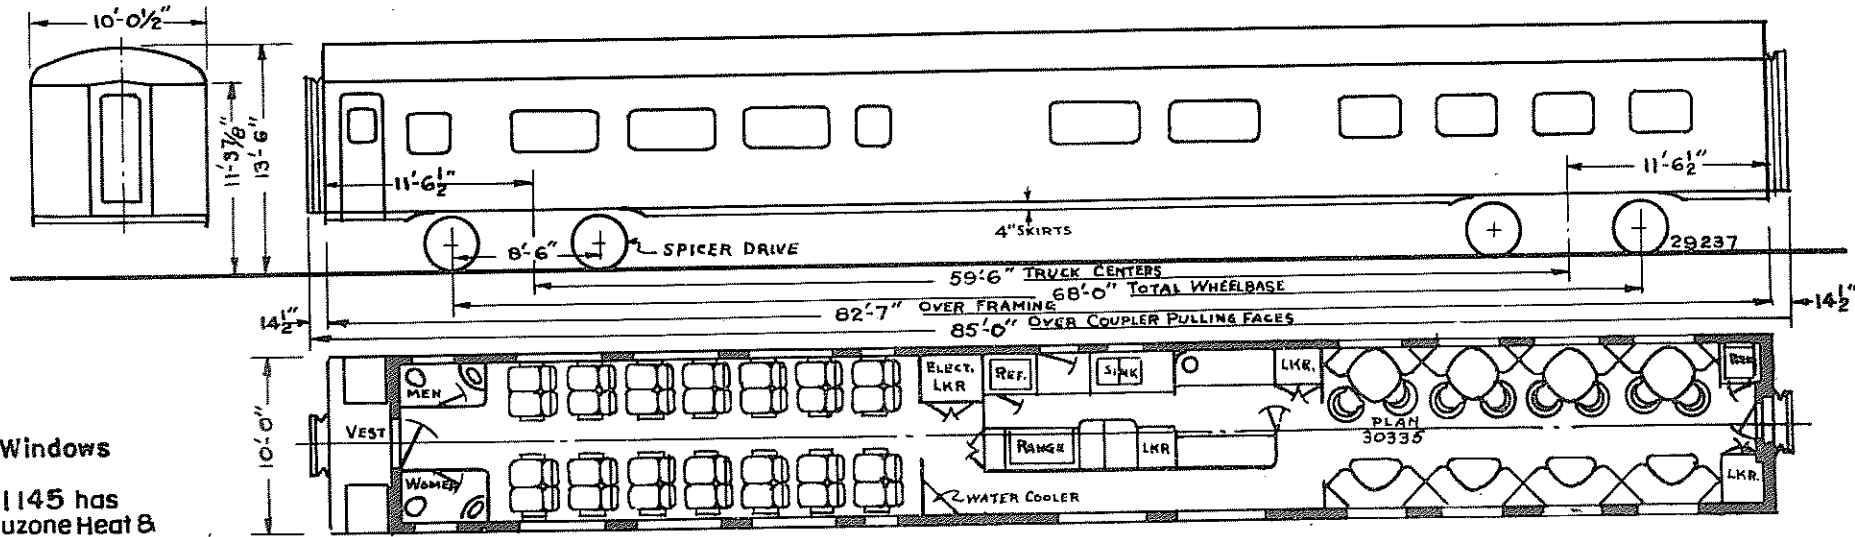 10'-0½"
11'-3⅞"
13'-6"
11'-6½"
11'-6½"
4" SKIRTS
8'-6"
SPICER DRIVE
29237
59'-6" TRUCK CENTERS
68'-0" TOTAL WHEELBASE
82'-7" OVER FRAMING
14½"
14½"
85'-0" OVER COUPLER PULLING FACES
10'-0"
MEN
VEST
WOMEN
ELECT.
LKR
REF.
SINK
LKR.
RANGE
LKR
WATER COOLER
PLAN
30335
LKR.
Windows
1145 has
uzone Heat &